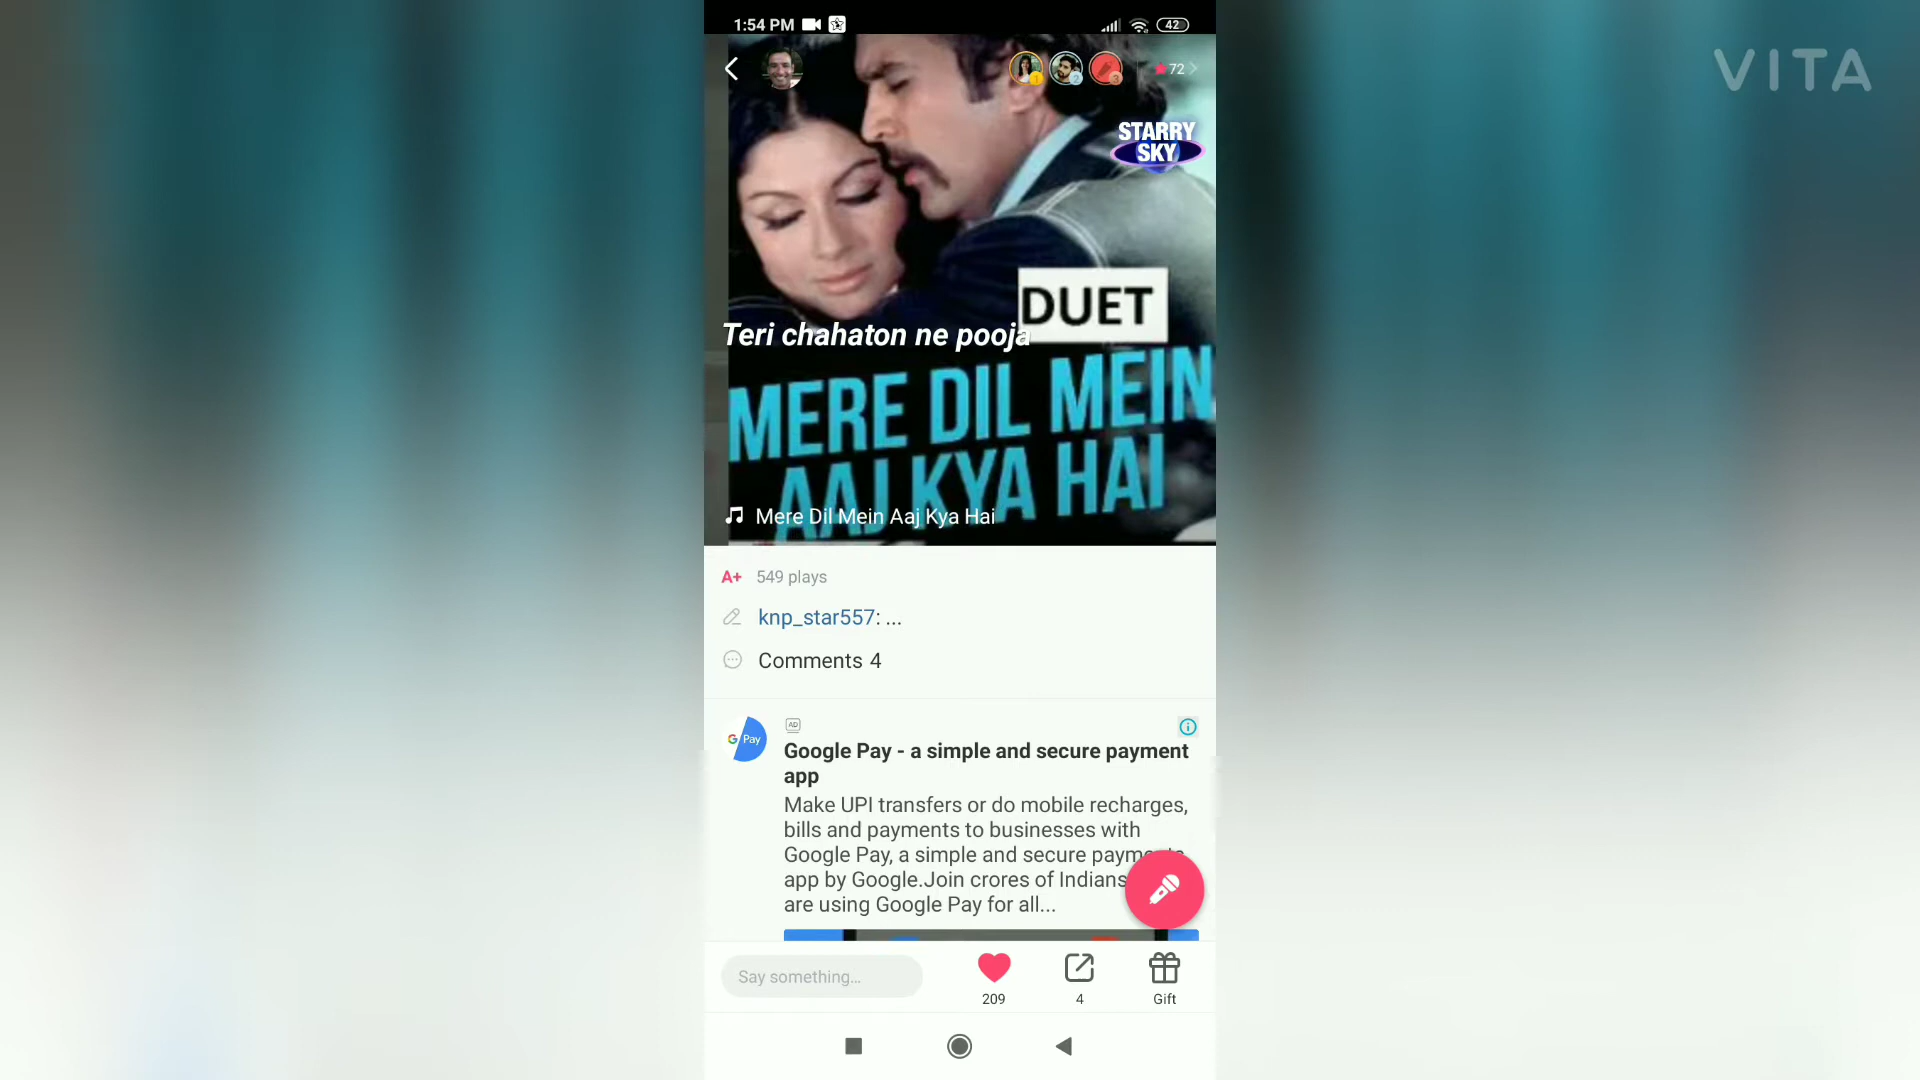 1:54 PM
42
VITA
1
2
3
72
STARRY
SKY
DUET
Teri chahaton ne pooja
MERE DIL MEIN
AAJ KYA HAI
Mere Dil Mein Aaj Kya Hai
A+ 549 plays
knp_star557: ...
Comments 4
G Pay
AD
Google Pay - a simple and secure payment
app
Make UPI transfers or do mobile recharges,
bills and payments to businesses with
Google Pay, a simple and secure
app by Google.Join crores of Indians
are using Google Pay for all...
Say something...
209
4
Gift